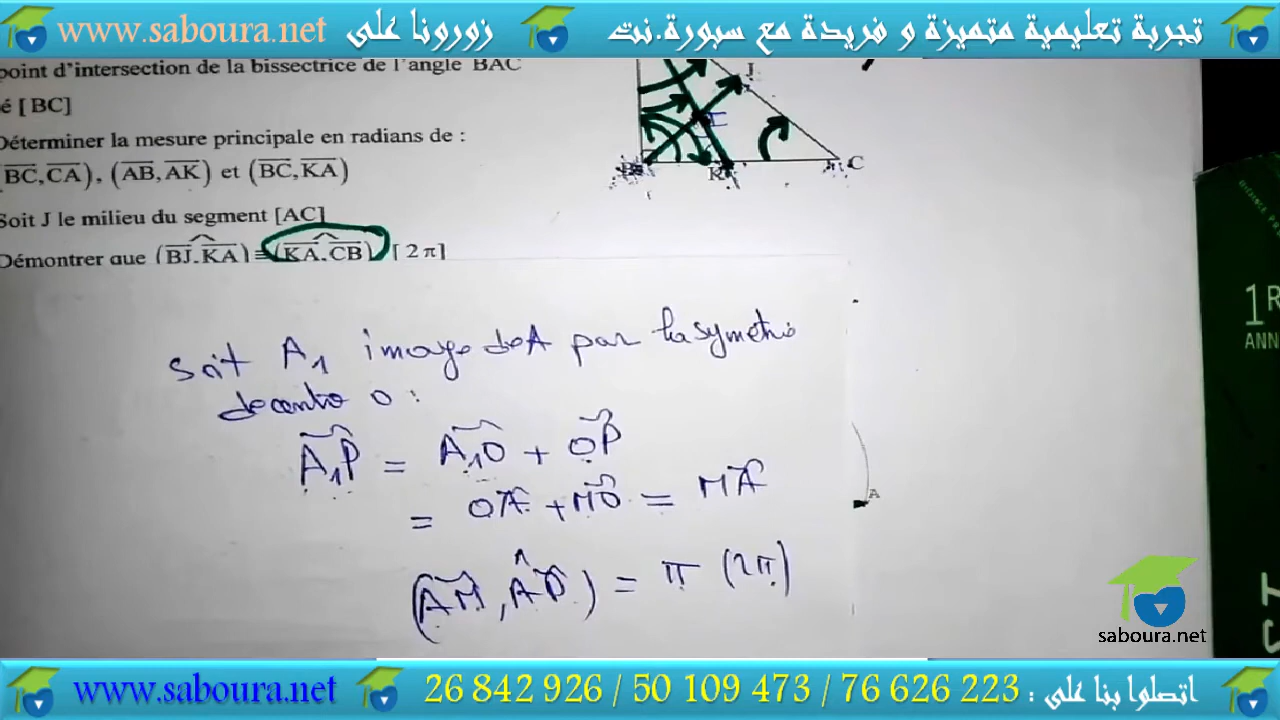 www.saboura.net زورونا على تجربة تعليمية متميزة و فريدة مع سبورة.نت
point d'intersection de la bissectrice de l'angle BAC
é [BC]
Déterminer la mesure principale en radians de :
(BC,CA), (AB,AK) et (BC,KA)
Soit J le milieu du segment [AC]
Démontrer que (BJ,KA)≡(KA,CB) [2π]
J
C
K
Soit A1 image de A par la symétrie
de centre O :
A1P = A1O + OP
= OA + MO = MA
(AM, AP) = π (2π)
A
1R
ANN
saboura.net
www.saboura.net 26 842 926 / 50 109 473 / 76 626 223 : اتصلوا بنا على